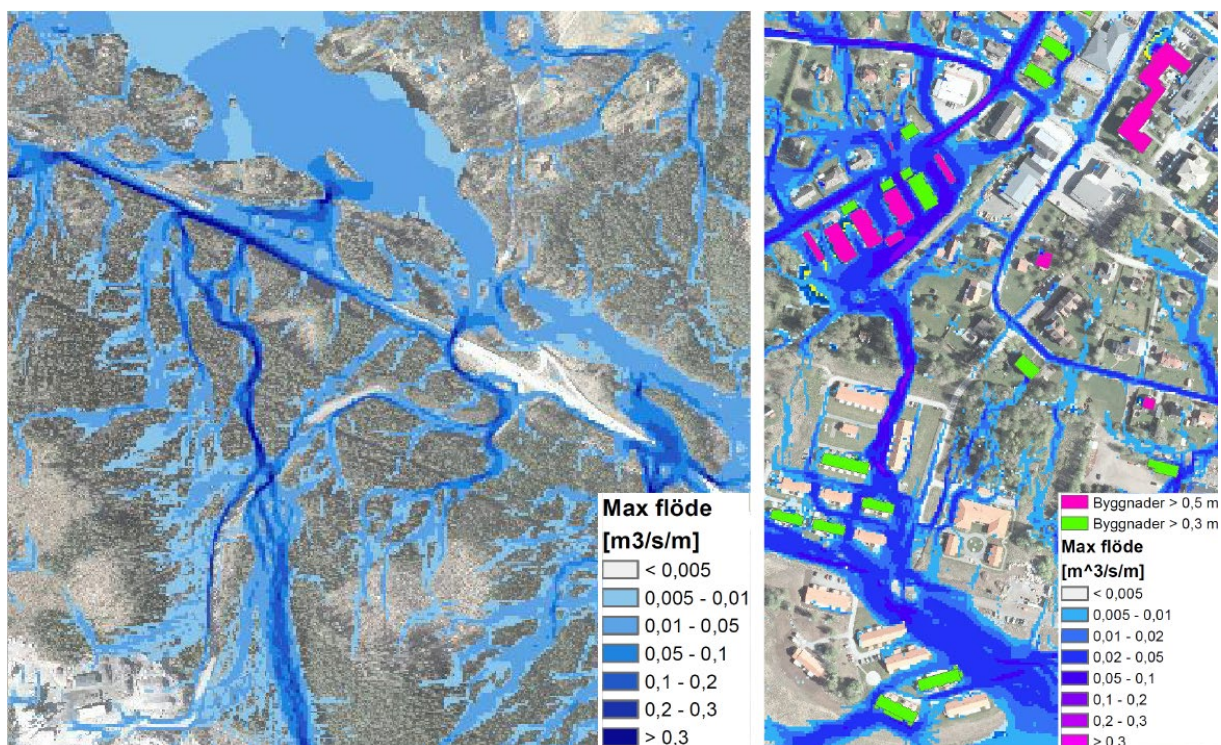 Max flöde
[m3/s/m]
< 0,005
0,005 - 0,01
0,01 - 0,05
0,05 - 0,1
0,1 - 0,2
0,2 - 0,3
> 0,3
Byggnader > 0,5 m
Byggnader > 0,3 m
Max flöde
[m^3/s/m]
< 0,005
0,005 - 0,01
0,01 - 0,02
0,02 - 0,05
0,05 - 0,1
0,1 - 0,2
0,2 - 0,3
> 0,3